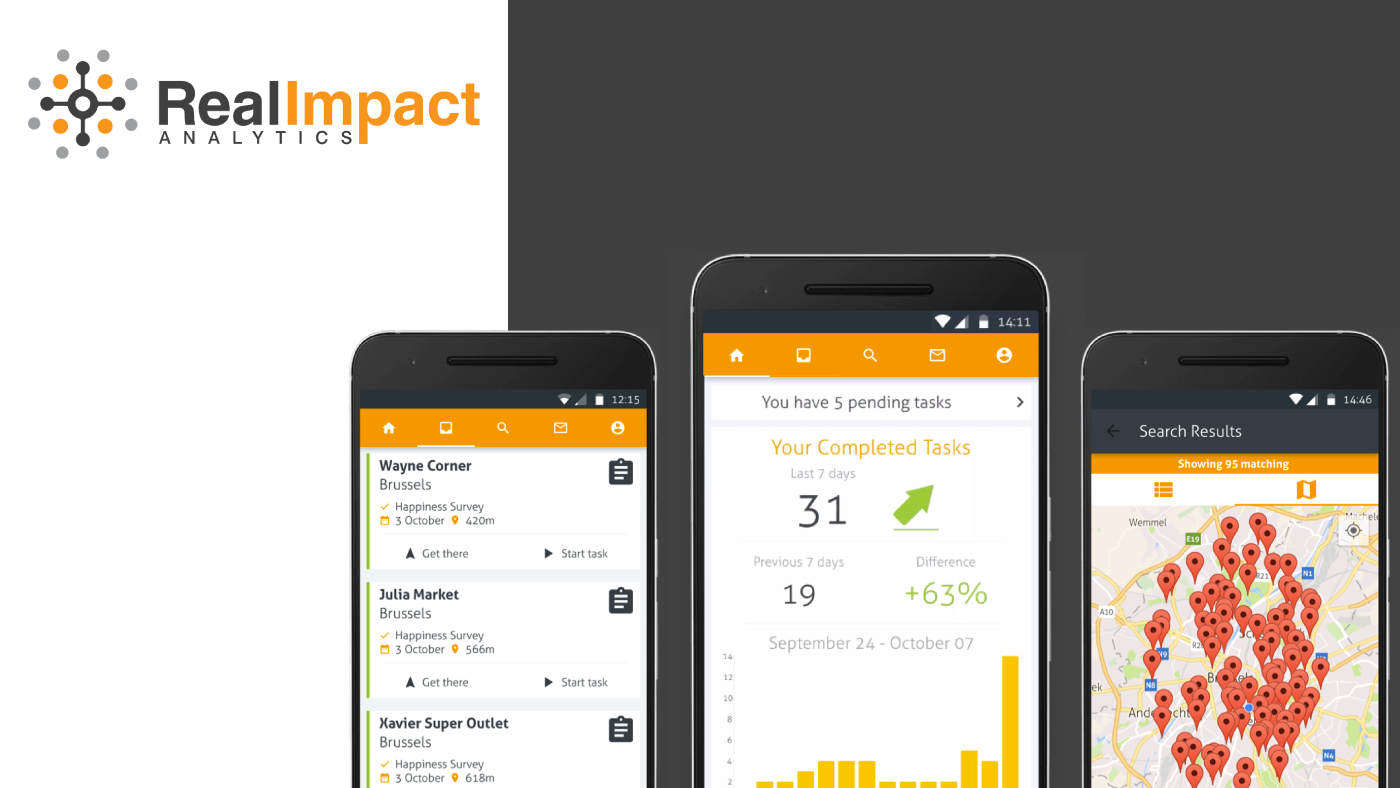 RealImpact
ANALYTICS
12:15
Wayne Corner
Brussels
Happiness Survey
3 October 420m
Get there Start task
Julia Market
Brussels
Happiness Survey
3 October 566m
Get there Start task
Xavier Super Outlet
Brussels
Happiness Survey
3 October 618m
14:11
You have 5 pending tasks
Your Completed Tasks
Last 7 days
31
Previous 7 days Difference
19 +63%
September 24 - October 07
14
12
10
8
6
4
2
14:46
Search Results
Showing 95 matching
Wemmel
E19
N1
R21
A10
N9
N8
N4